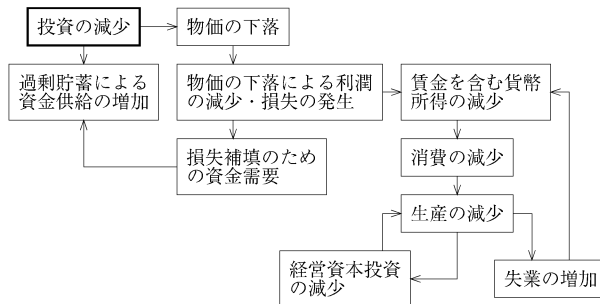 投資の減少
物価の下落
過剰貯蓄による
資金供給の増加
物価の下落による利潤
の減少・損失の発生
賃金を含む貨幣
所得の減少
損失補填のため
の資金需要
消費の減少
生産の減少
経営資本投資
の減少
失業の増加